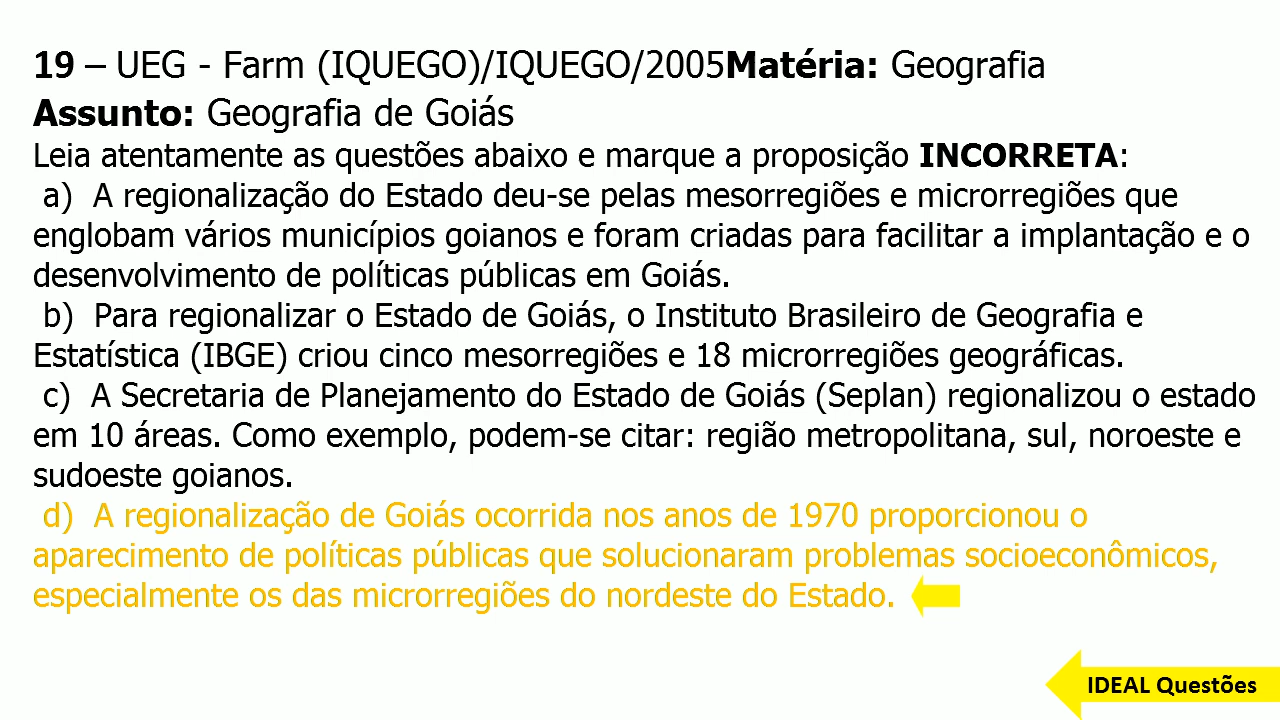 19 – UEG - Farm (IQUEGO)/IQUEGO/2005Matéria: Geografia
Assunto: Geografia de Goiás
Leia atentamente as questões abaixo e marque a proposição INCORRETA:
a) A regionalização do Estado deu-se pelas mesorregiões e microrregiões que
englobam vários municípios goianos e foram criadas para facilitar a implantação e o
desenvolvimento de políticas públicas em Goiás.
b) Para regionalizar o Estado de Goiás, o Instituto Brasileiro de Geografia e
Estatística (IBGE) criou cinco mesorregiões e 18 microrregiões geográficas.
c) A Secretaria de Planejamento do Estado de Goiás (Seplan) regionalizou o estado
em 10 áreas. Como exemplo, podem-se citar: região metropolitana, sul, noroeste e
sudoeste goianos.
d) A regionalização de Goiás ocorrida nos anos de 1970 proporcionou o
aparecimento de políticas públicas que solucionaram problemas socioeconômicos,
especialmente os das microrregiões do nordeste do Estado.
IDEAL Questões